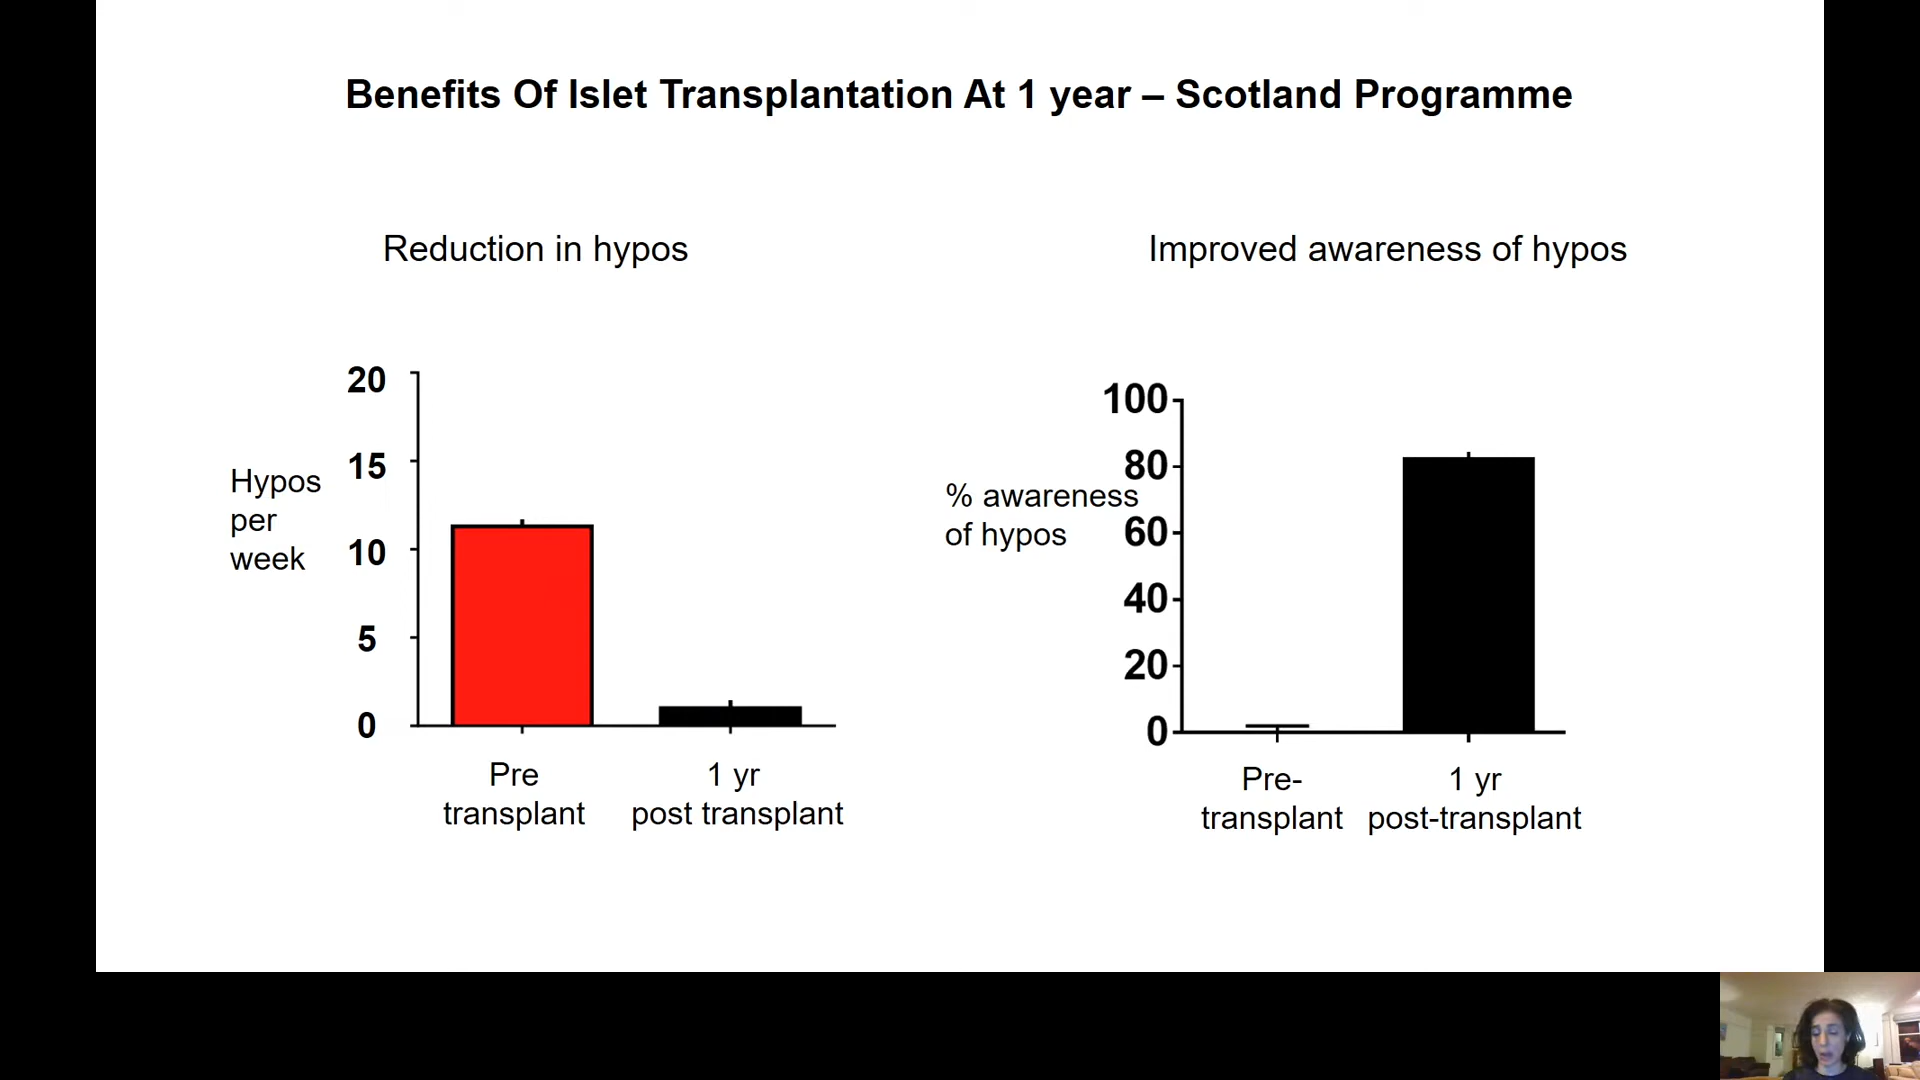 Benefits Of Islet Transplantation At 1 year – Scotland Programme
Reduction in hypos
Hypos
per
week
20
15
10
5
0
Pre
transplant
1 yr
post transplant
Improved awareness of hypos
% awareness
of hypos
100
80
60
40
20
0
Pre-
transplant
1 yr
post-transplant